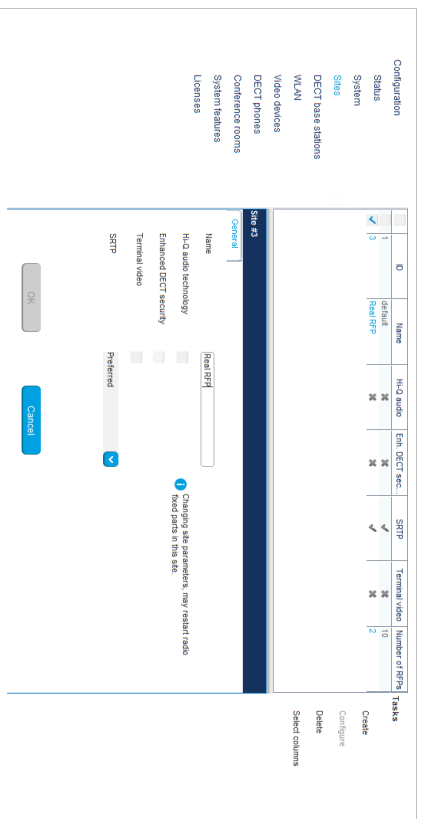 Configuration
Status
System
Sites
DECT base stations
WLAN
Video devices
DECT phones
Conference rooms
System features
Licenses
ID Name Hi-Q audio Enh. DECT sec... SRTP Terminal video Number of RFPs
1 default 10
3 Real RFP 2
Tasks
Create
Configure
Delete
Select columns
Site #3
General
Name Real RFP
Hi-Q audio technology
Enhanced DECT security
Terminal video
SRTP Preferred
Changing site parameters, may restart radio
fixed parts in this site.
OK Cancel